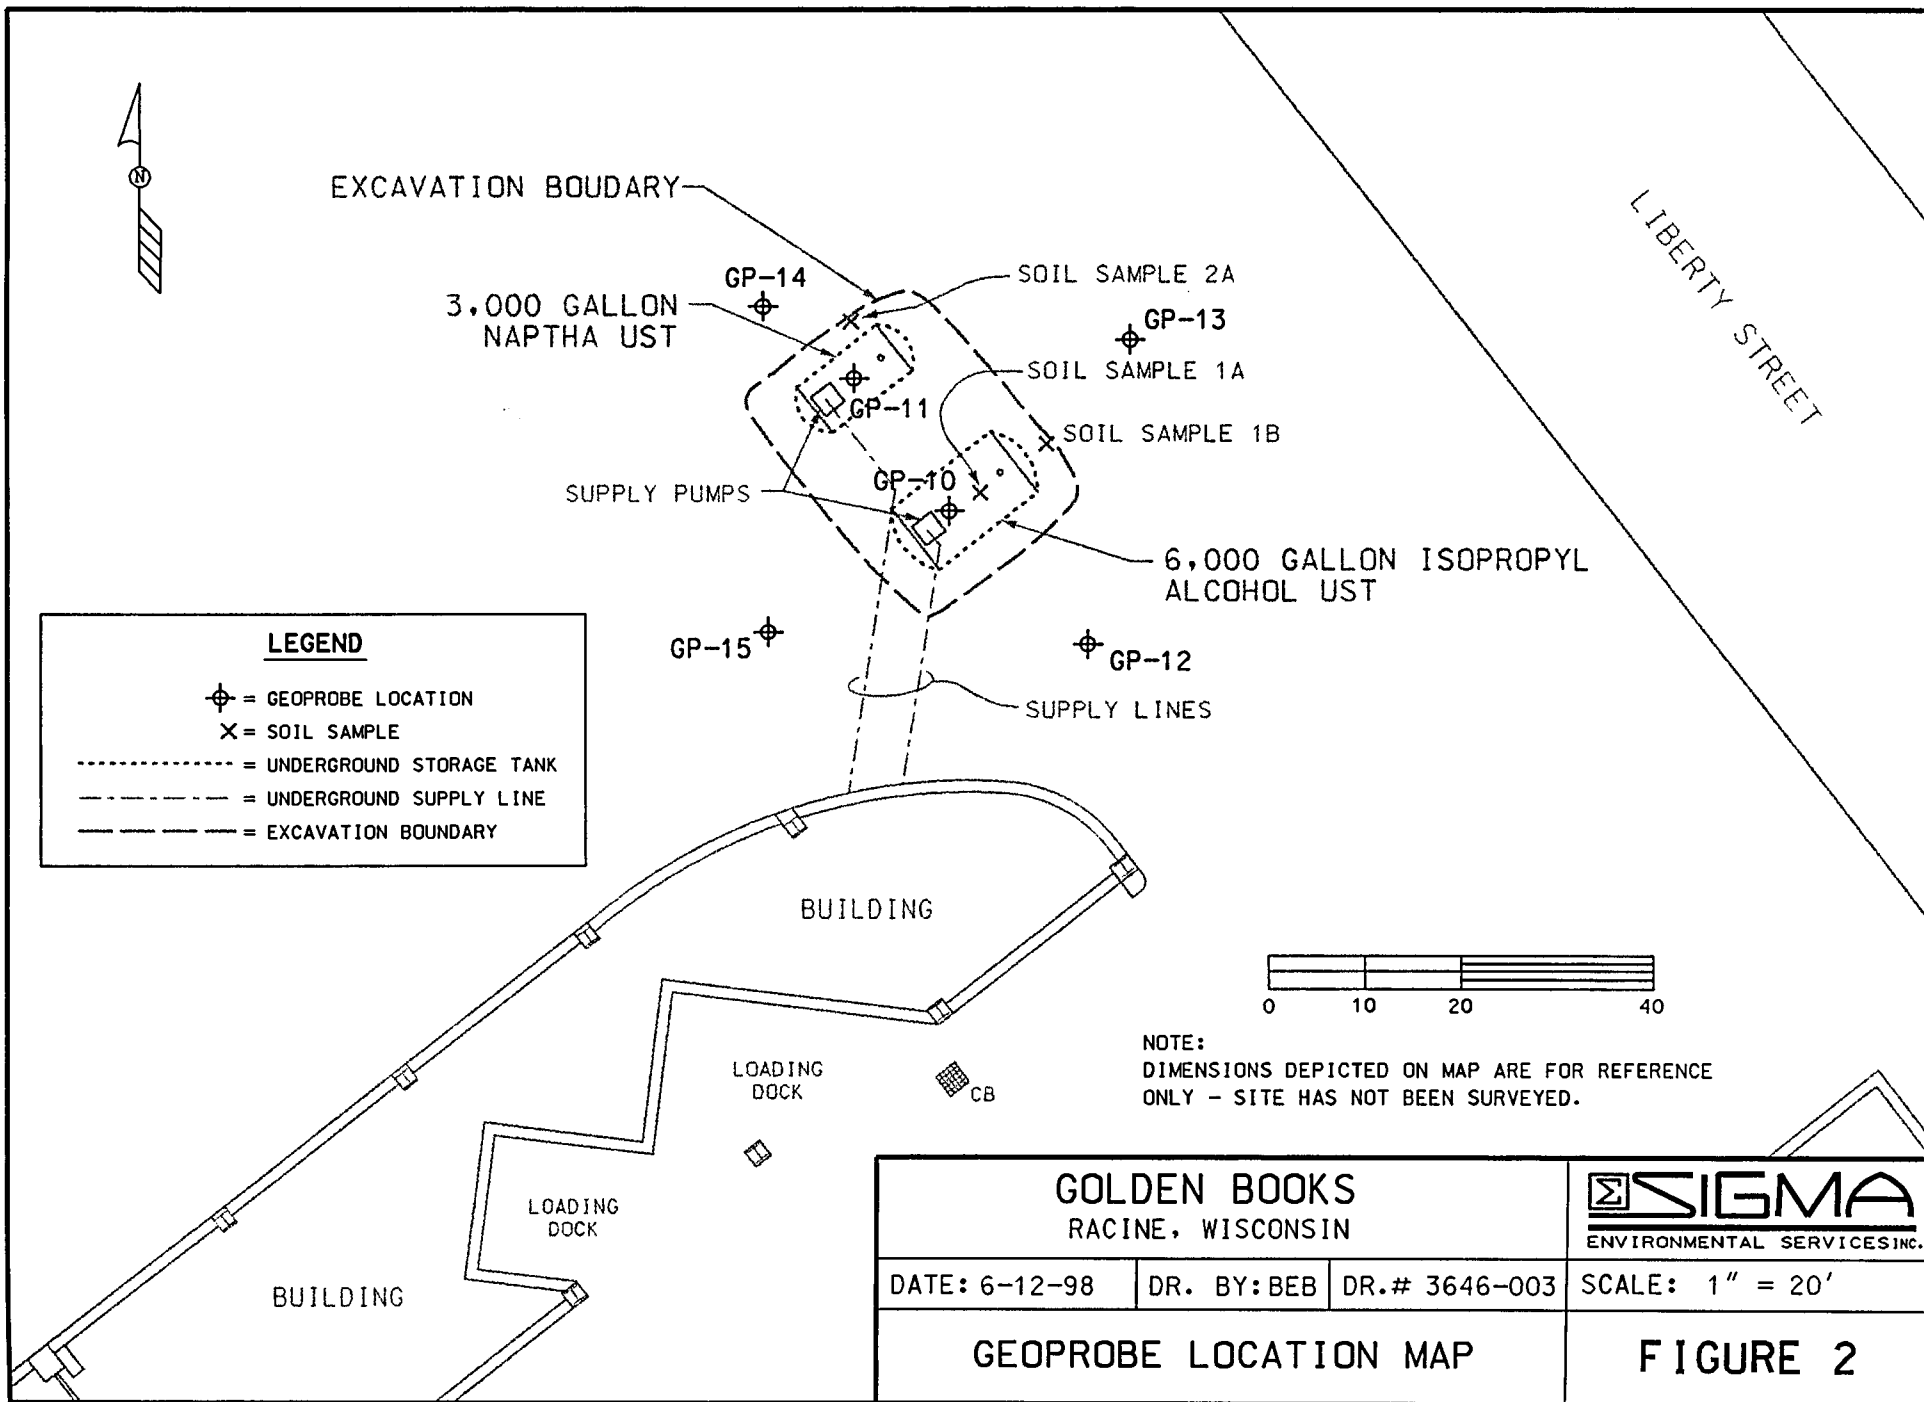 N
EXCAVATION BOUDARY
GP-14
SOIL SAMPLE 2A
3,000 GALLON
NAPTHA UST
GP-13
SOIL SAMPLE 1A
GP-11
SOIL SAMPLE 1B
GP-10
SUPPLY PUMPS
6,000 GALLON ISOPROPYL
ALCOHOL UST
LIBERTY STREET
GP-15
GP-12
SUPPLY LINES
LEGEND
= GEOPROBE LOCATION
= SOIL SAMPLE
= UNDERGROUND STORAGE TANK
= UNDERGROUND SUPPLY LINE
= EXCAVATION BOUNDARY
BUILDING
0 10 20 40
NOTE:
DIMENSIONS DEPICTED ON MAP ARE FOR REFERENCE
ONLY - SITE HAS NOT BEEN SURVEYED.
LOADING
DOCK
CB
LOADING
DOCK
BUILDING
GOLDEN BOOKS
RACINE, WISCONSIN
Σ SIGMA
ENVIRONMENTAL SERVICES INC.
DATE: 6-12-98
DR. BY: BEB
DR.# 3646-003
SCALE: 1" = 20'
GEOPROBE LOCATION MAP
FIGURE 2